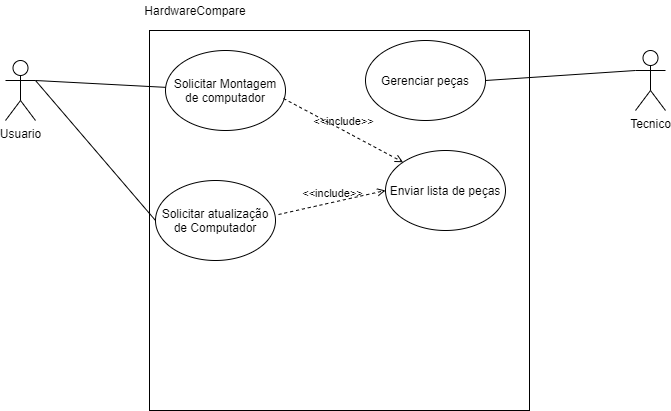 HardwareCompare
Solicitar Montagem
de computador
Gerenciar peças
<<include>>
Usuario
Tecnico
Enviar lista de peças
<<include>>
Solicitar atualização
de Computador